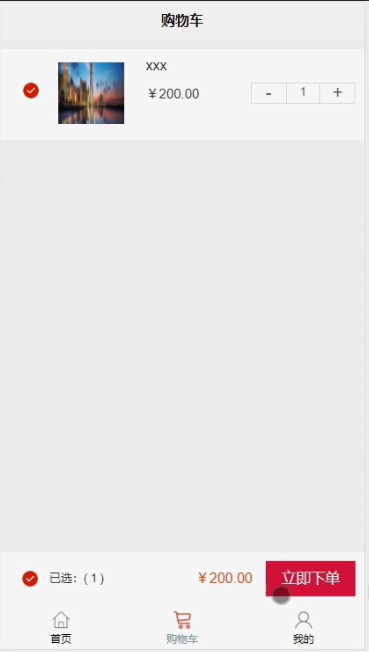 购物车
xxx
￥200.00
- 1 +
已选：( 1 )
￥200.00
立即下单
首页
购物车
我的